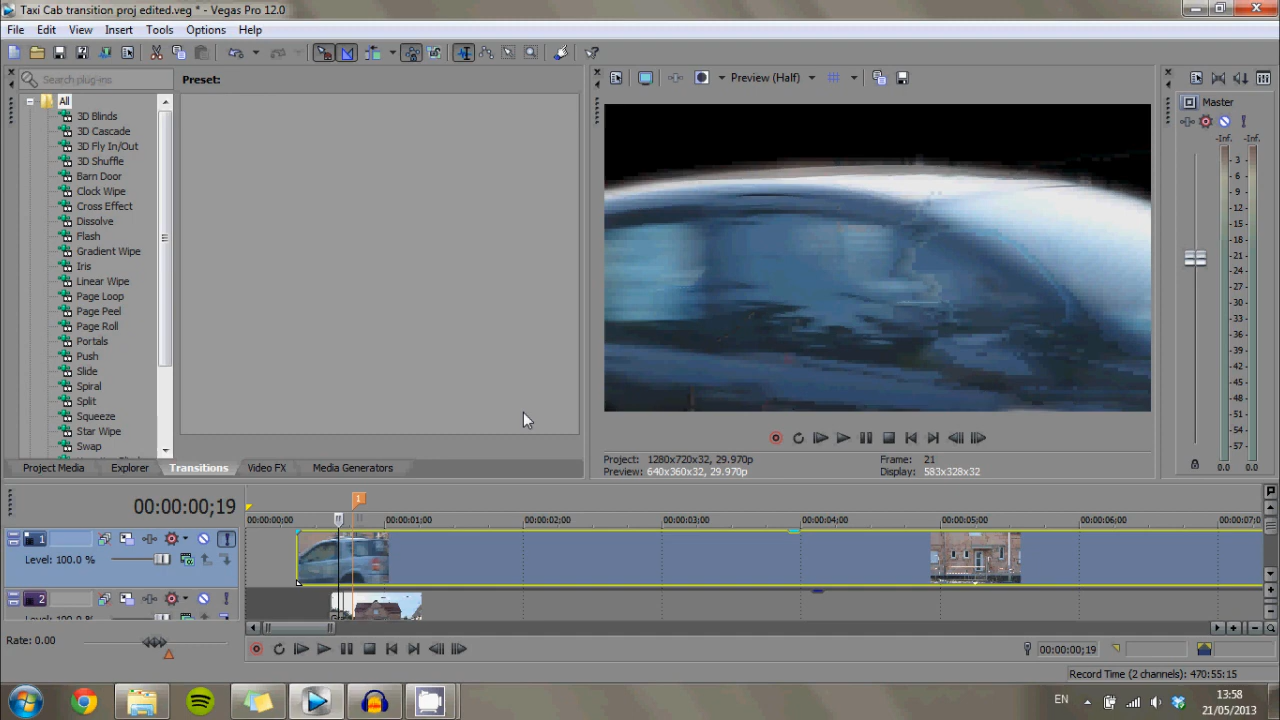 Taxi Cab transition proj edited.veg * - Vegas Pro 12.0
File Edit View Insert Tools Options Help
Search plug-ins
Preset:
Preview (Half)
All
3D Blinds
3D Cascade
3D Fly In/Out
3D Shuffle
Barn Door
Clock Wipe
Cross Effect
Dissolve
Flash
Gradient Wipe
Iris
Linear Wipe
Page Loop
Page Peel
Page Roll
Portals
Push
Slide
Spiral
Split
Squeeze
Star Wipe
Swap
Master
-Inf. -Inf.
3
6
9
12
15
18
21
24
27
30
33
36
39
42
45
48
51
54
57
0.0 0.0
Project: 1280x720x32, 29.970p
Preview: 640x360x32, 29.970p
Frame: 21
Display: 583x328x32
Project Media Explorer Transitions Video FX Media Generators
00:00:00;19
1
00:00:00;00 00:00:01;00 00:00:02;00 00:00:03;00 00:00:04;00 00:00:05;00 00:00:06;00 00:00:07;0
1
Level: 100.0 %
2
Rate: 0.00
00:00:00;19
Record Time (2 channels): 470:55:15
EN
13:58
21/05/2013